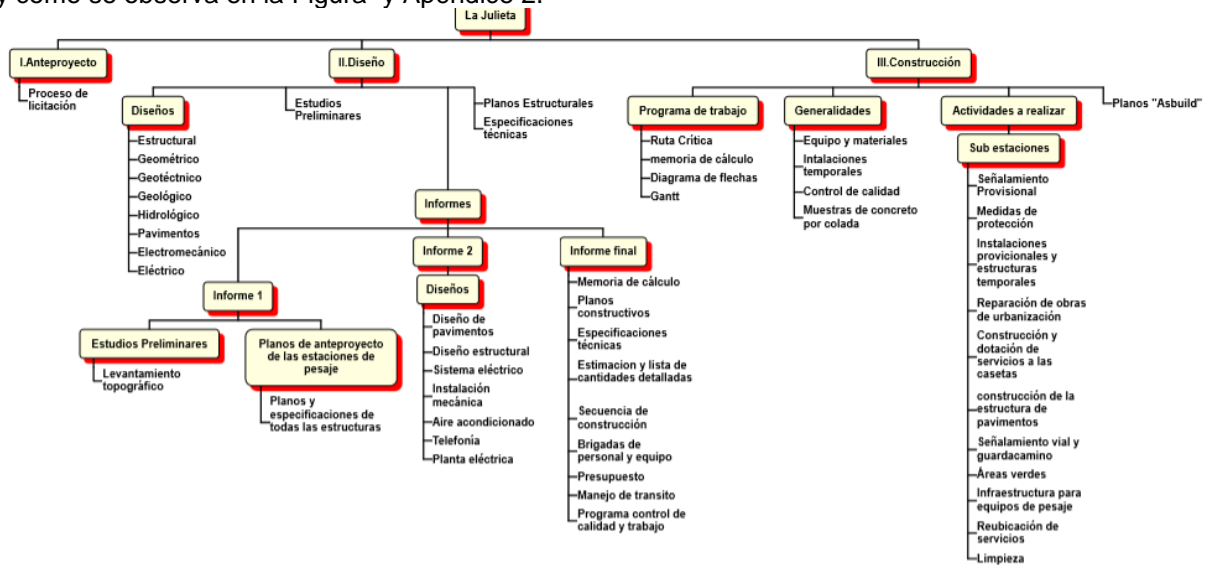 y como se observa en la Figura y Apéndice 2.
La Julieta
I.Anteproyecto
Proceso de
licitación
II.Diseño
Diseños
Estructural
Geométrico
Geotéctnico
Geológico
Hidrológico
Pavimentos
Electromecánico
Eléctrico
Estudios
Preliminares
Planos Estructurales
Especificaciones
técnicas
Informes
Informe 1
Estudios Preliminares
Levantamiento
topográfico
Planos de anteproyecto
de las estaciones de
pesaje
Planos y
especificaciones de
todas las estructuras
Informe 2
Diseños
Diseño de
pavimentos
Diseño estructural
Sistema eléctrico
Instalación
mecánica
Aire acondicionado
Telefonía
Planta eléctrica
Informe final
Memoria de cálculo
Planos
constructivos
Especificaciones
técnicas
Estimacion y lista de
cantidades detalladas
Secuencia de
construcción
Brigadas de
personal y equipo
Presupuesto
Manejo de transito
Programa control de
calidad y trabajo
III.Construcción
Programa de trabajo
Ruta Crítica
memoria de cálculo
Diagrama de flechas
Gantt
Generalidades
Equipo y materiales
Intalaciones
temporales
Control de calidad
Muestras de concreto
por colada
Actividades a realizar
Sub estaciones
Señalamiento
Provisional
Medidas de
protección
Instalaciones
provicionales y
estructuras
temporales
Reparación de obras
de urbanización
Construcción y
dotación de
servicios a las
casetas
construcción de la
estructura de
pavimentos
Señalamiento vial y
guardacamino
Áreas verdes
Infraestructura para
equipos de pesaje
Reubicación de
servicios
Limpieza
Planos "Asbuild"